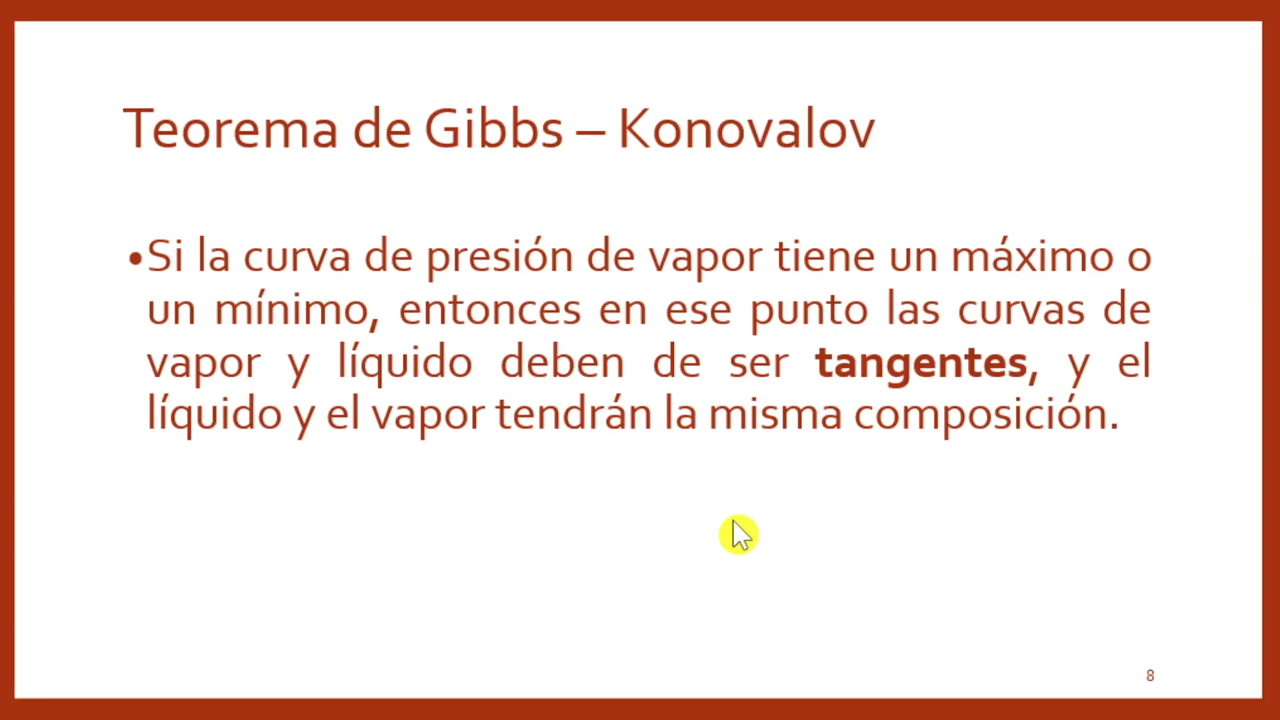 Teorema de Gibbs – Konovalov
•Si la curva de presión de vapor tiene un máximo o
un mínimo, entonces en ese punto las curvas de
vapor y líquido deben de ser tangentes, y el
líquido y el vapor tendrán la misma composición.
8